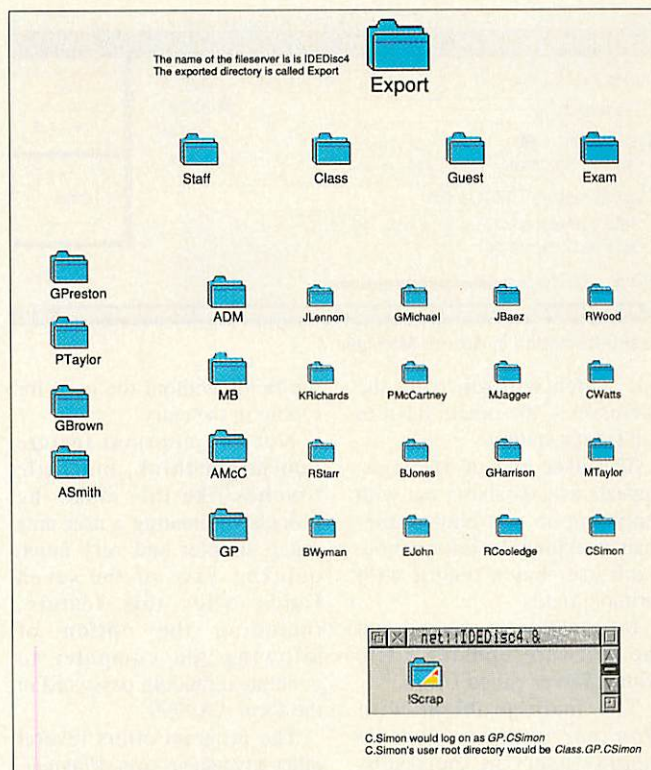 The name of the fileserver is is IDEDisc4
The exported directory is called Export
Export
Staff Class Guest Exam
GPreston
PTaylor
GBrown
ASmith
ADM JLennon GMichael JBaez RWood
MB KRichards PMcCartney MJagger CWatts
AMcC RStarr BJones GHarrison MTaylor
GP BWyman EJohn RCooledge CSimon
net::IDEDisc4.&
!Scrap
C.Simon would log on as GP.CSimon
C.Simon's user root directory would be Class.GP.CSimon